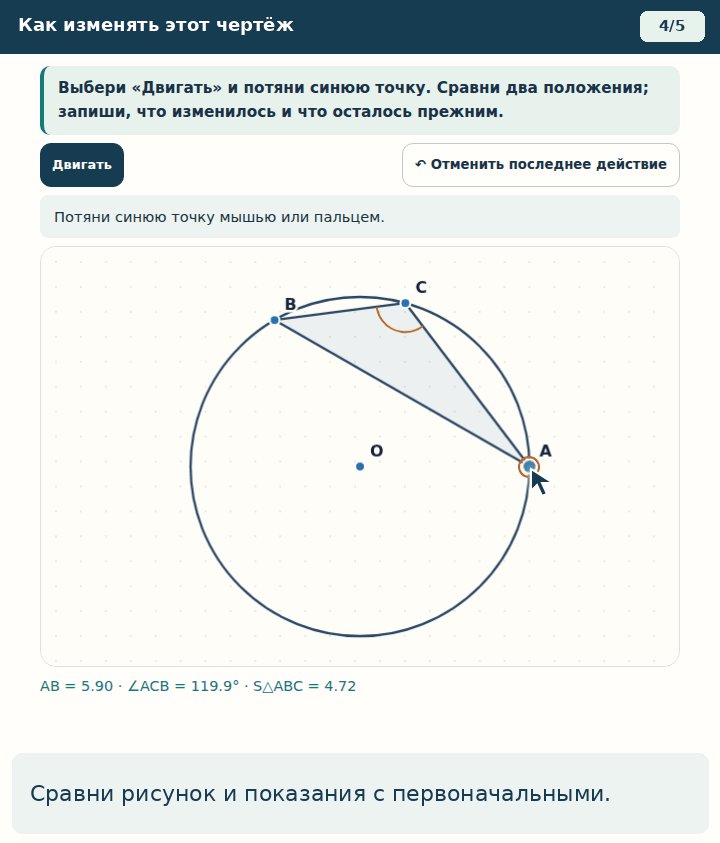 Как изменять этот чертёж
4/5
Выбери «Двигать» и потяни синюю точку. Сравни два положения;
запиши, что изменилось и что осталось прежним.
Двигать
↶ Отменить последнее действие
Потяни синюю точку мышью или пальцем.
B
C
O
A
AB = 5.90 · ∠ACB = 119.9° · S△ABC = 4.72
Сравни рисунок и показания с первоначальными.